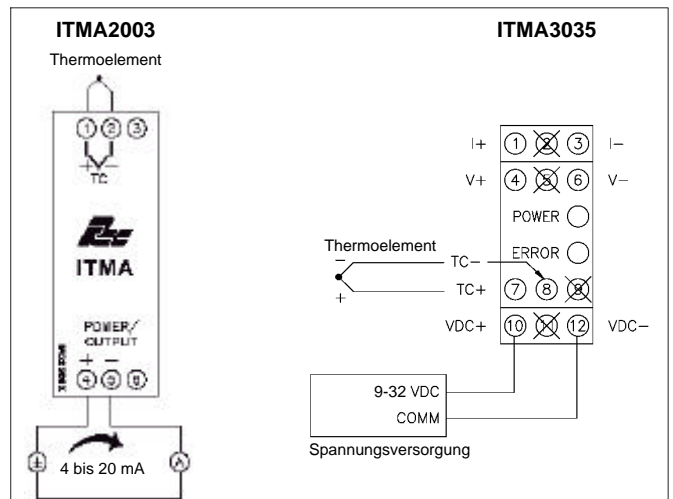 ITMA2003
Thermoelement
1 2 3
+ -
TC
ITMA
POWER/
OUTPUT
+ -
4 5 6
4 bis 20 mA
A
ITMA3035
I+ 1 2 3 I-
V+ 4 5 6 V-
POWER
ERROR
Thermoelement
- TC-
+ TC+ 7 8 9
VDC+ 10 11 12 VDC-
9-32 VDC
COMM
Spannungsversorgung